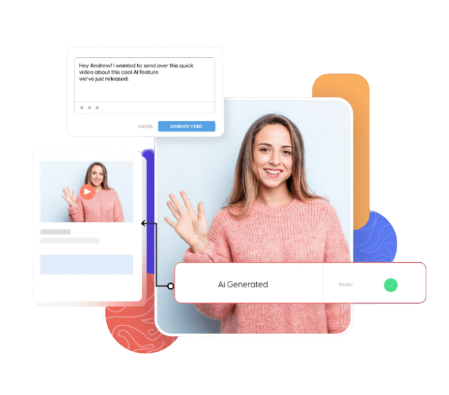 Hey Andrew! I wanted to send over this quick
video about this cool AI feature
we've just released.
Cancel
GENERATE VIDEO
Ai Generated
Ready